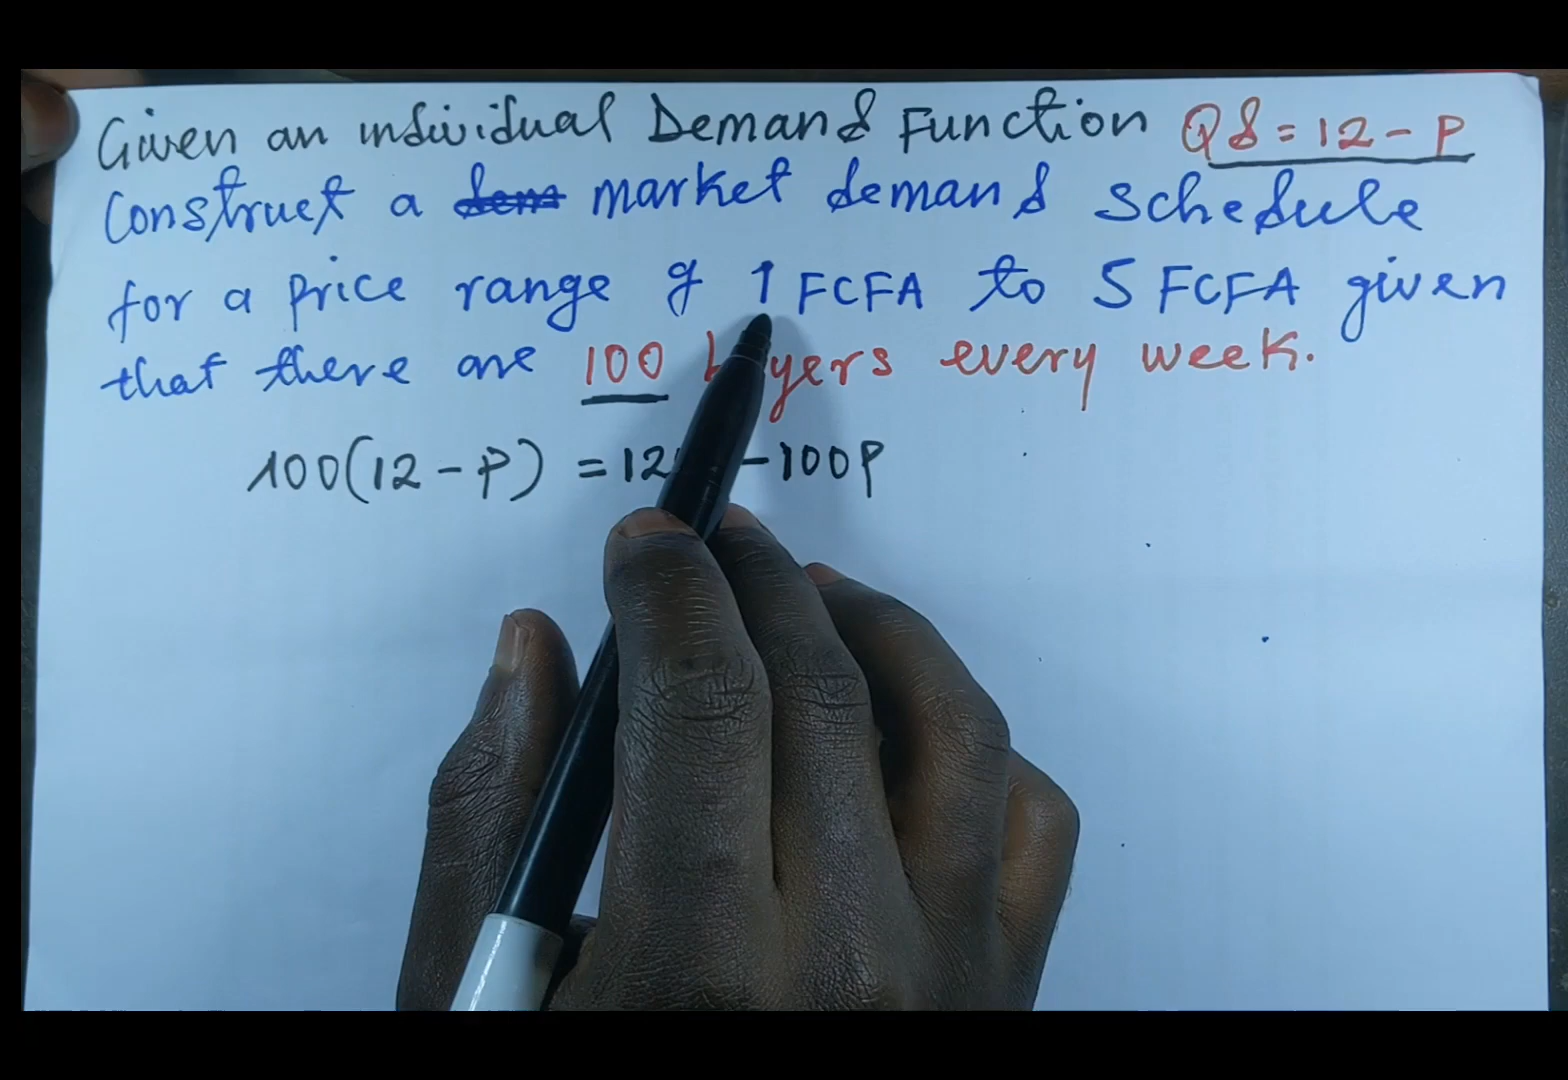 Given an individual Demand Function Qd = 12 - P
Construct a market demand schedule
for a price range of 1 FCFA to 5 FCFA given
that there are 100 every week.
100(12 - P) = 12 - 100P